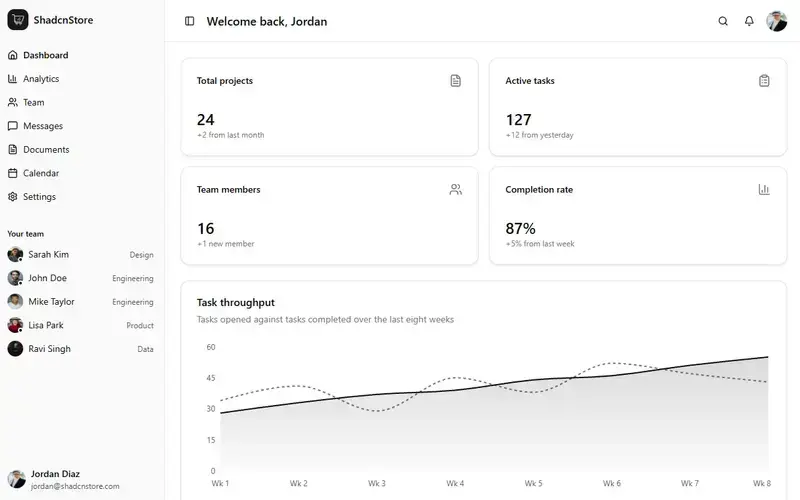 ShadcnStore
Dashboard
Analytics
Team
Messages
Documents
Calendar
Settings
Your team
Sarah Kim Design
John Doe Engineering
Mike Taylor Engineering
Lisa Park Product
Ravi Singh Data
Jordan Diaz
jordan@shadcnstore.com
Welcome back, Jordan
Total projects
24
+2 from last month
Active tasks
127
+12 from yesterday
Team members
16
+1 new member
Completion rate
87%
+5% from last week
Task throughput
Tasks opened against tasks completed over the last eight weeks
60
45
30
15
0
Wk 1 Wk 2 Wk 3 Wk 4 Wk 5 Wk 6 Wk 7 Wk 8